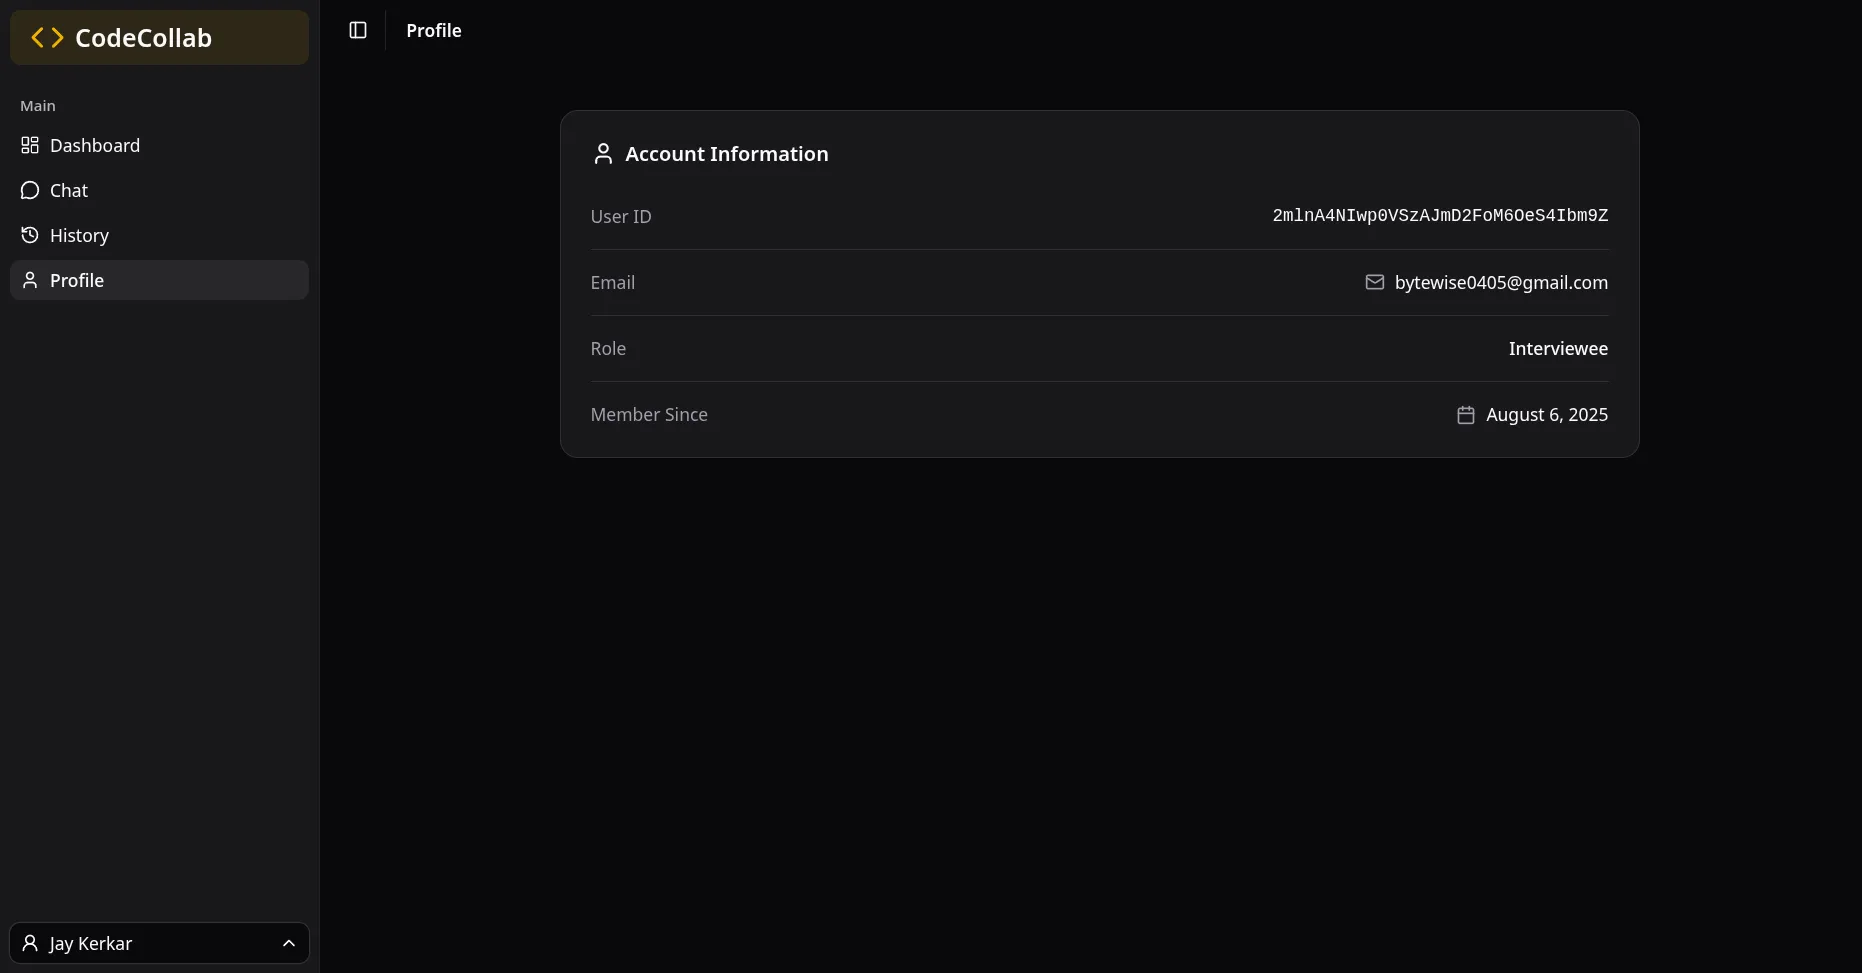 CodeCollab
Main
Dashboard
Chat
History
Profile
Jay Kerkar
Profile
Account Information
User ID
2mlnA4NIwp0VSzAJmD2FoM6OeS4Ibm9Z
Email
bytewise0405@gmail.com
Role
Interviewee
Member Since
August 6, 2025